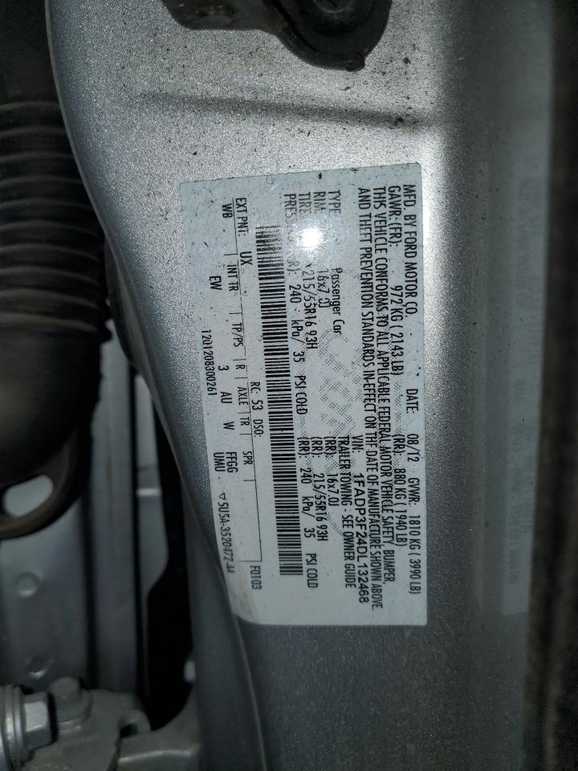 MFD. BY FORD MOTOR CO. DATE: 08/12 GVWR: 1810 KG ( 3990 LB)
GAWR: (FR): 972 KG ( 2143 LB) (RR): 880 KG ( 1940 LB)
THIS VEHICLE CONFORMS TO ALL APPLICABLE FEDERAL MOTOR VEHICLE SAFETY, BUMPER,
AND THEFT PREVENTION STANDARDS IN EFFECT ON THE DATE OF MANUFACTURE SHOWN ABOVE.
VIN: 1FADP3F24DL132468
TYPE Passenger Car TRAILER TOWING - SEE OWNER GUIDE
16x7.0J (RR): 16x7.0J
TIRE 215/55R16 93H (RR): 215/55R16 93H
240 kPa/ 35 PSI COLD (RR): 240 kPa/ 35 PSI COLD
F0103
EXT PNT: UX RC: 53 DSO:
WB INT TR TP/PS R AXLE TR SPR
EW 3 AU W FFGG
UMU
1201208300261